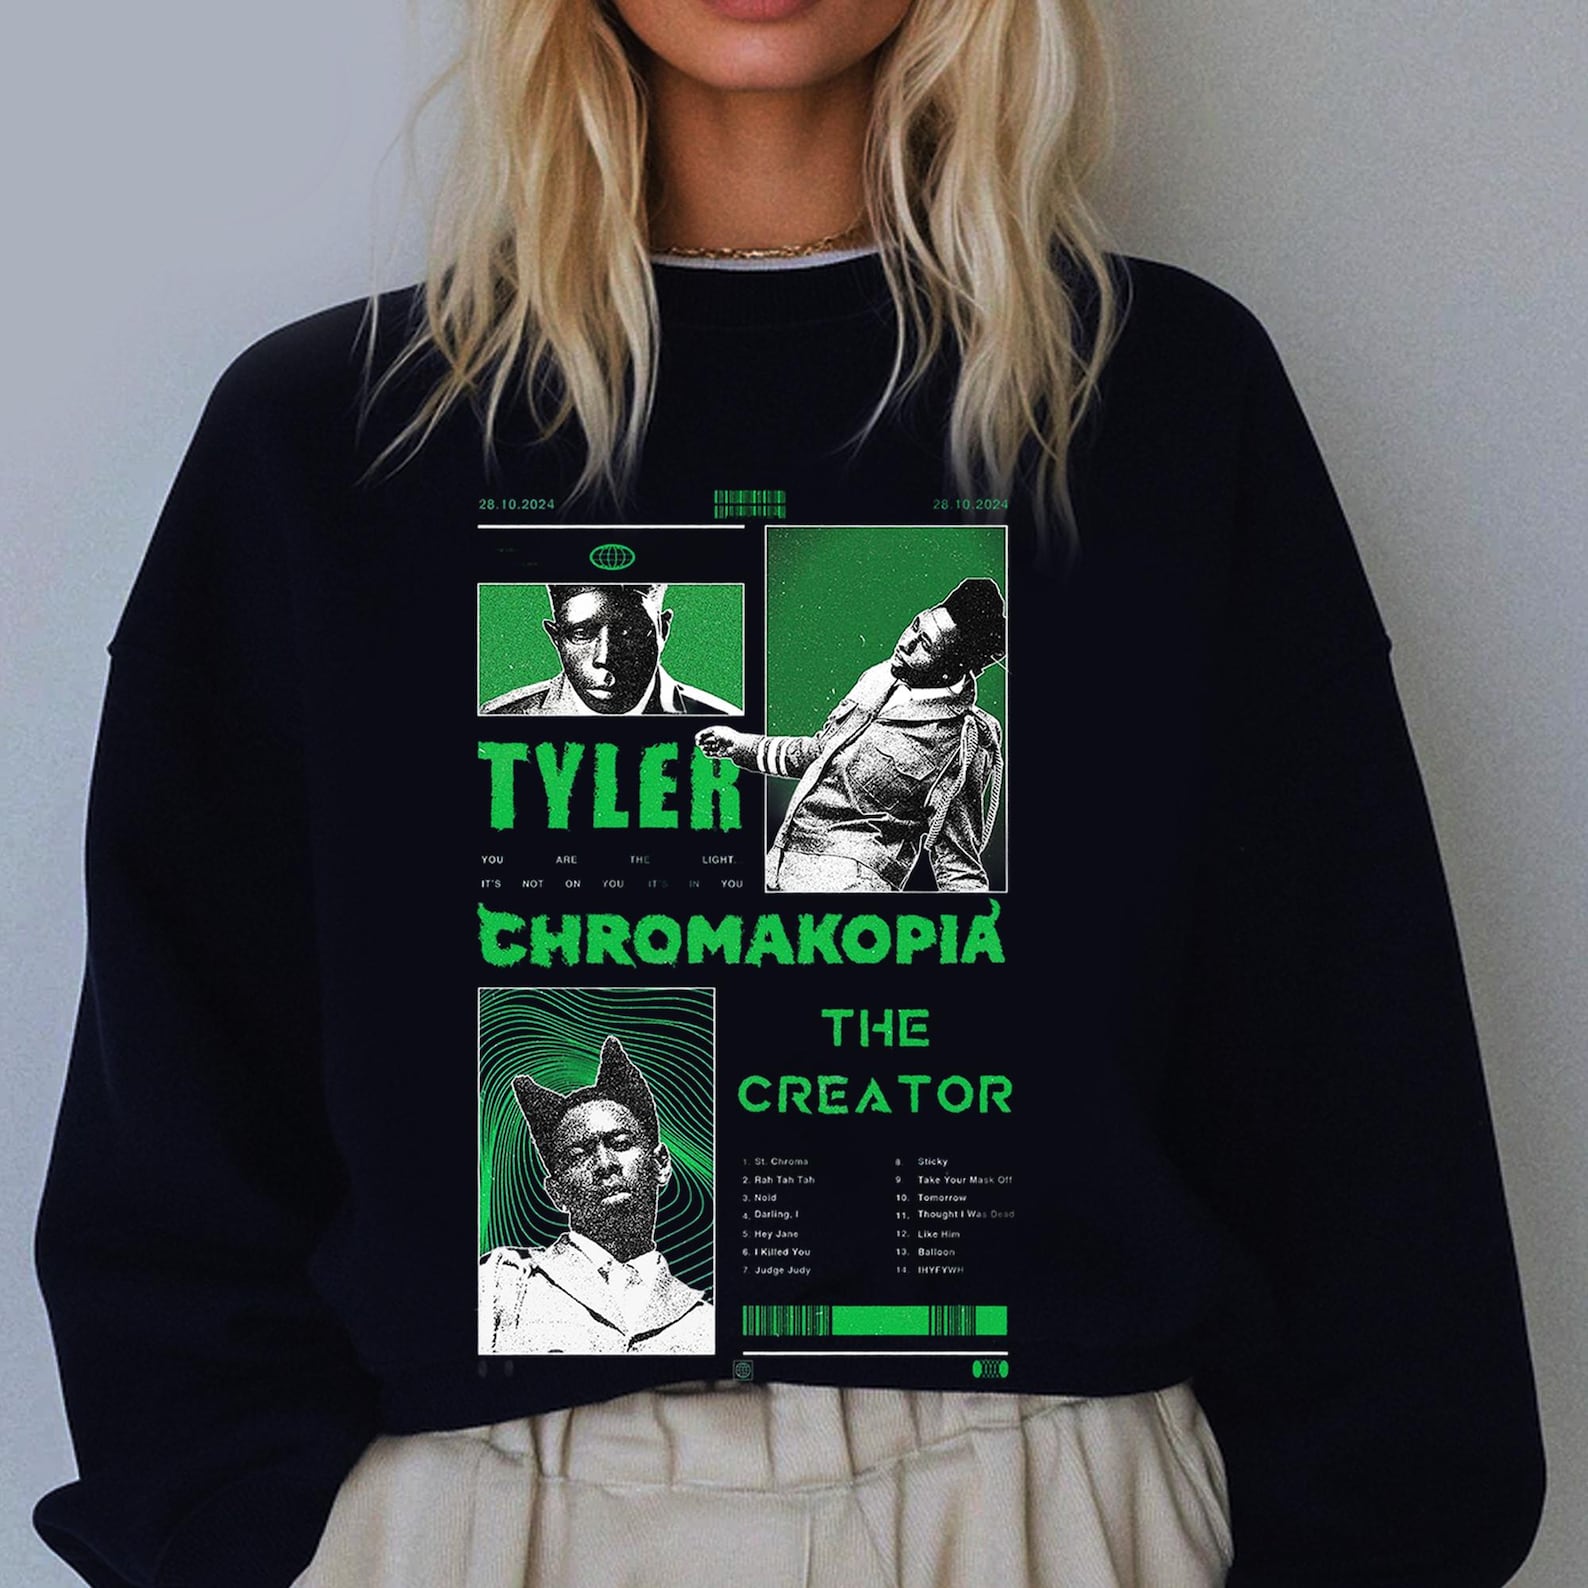 28.10.2024
28.10.2024
TYLER
YOU ARE THE LIGHT.
IT'S NOT ON YOU IT'S IN YOU
CHROMAKOPIA
THE
CREATOR
1. St. Chroma
2. Rah Tah Tah
3. Noid
4. Darling, I
5. Hey Jane
6. I Killed You
7. Judge Judy
8. Sticky
9 Take Your Mask Off
10. Tomorrow
11. Thought I Was Dead
12. Like Him
13. Balloon
14. IHYFYWH